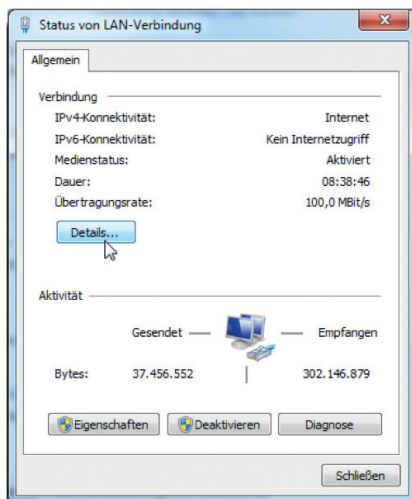 Status von LAN-Verbindung
Allgemein
Verbindung
IPv4-Konnektivität: Internet
IPv6-Konnektivität: Kein Internetzugriff
Medienstatus: Aktiviert
Dauer: 08:38:46
Übertragungsrate: 100,0 MBit/s
Details...
Aktivität
Gesendet Empfangen
Bytes: 37.456.552 302.146.879
Eigenschaften Deaktivieren Diagnose
Schließen